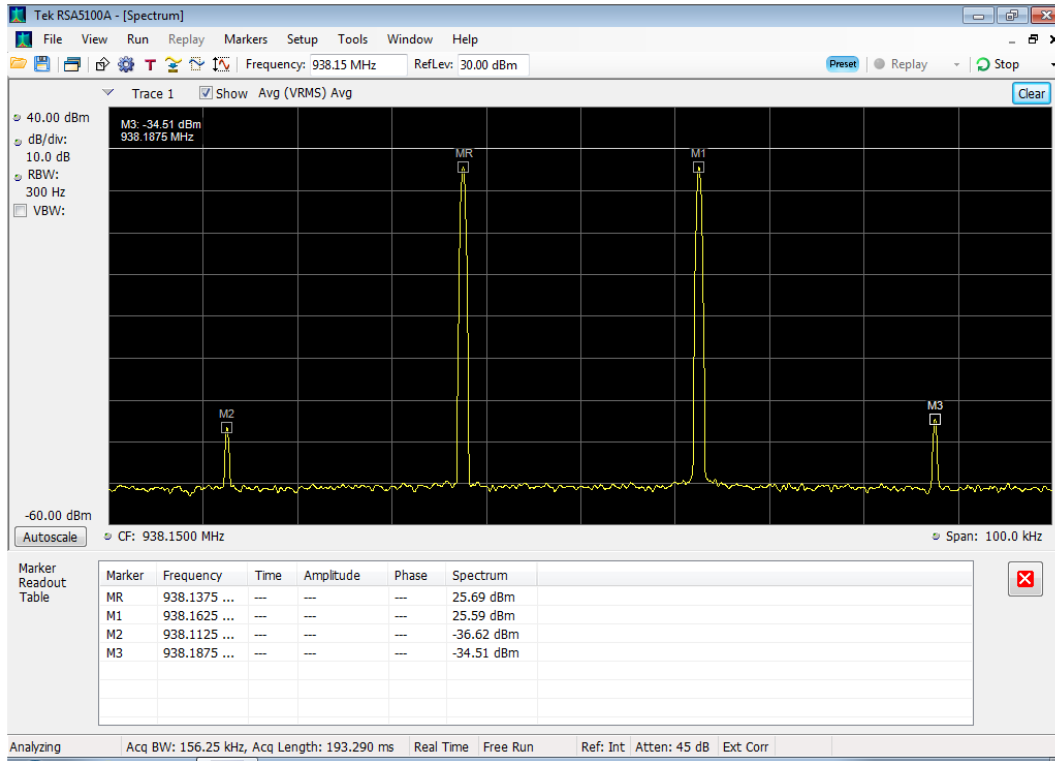 Tek RSA5100A - [Spectrum]
File View Run Replay Markers Setup Tools Window Help
T Frequency: 938.15 MHz RefLev: 30.00 dBm Preset Replay Stop
Trace 1 Show Avg (VRMS) Avg Clear
40.00 dBm
dB/div:
10.0 dB
RBW:
300 Hz
VBW:
M3: -34.51 dBm
938.1875 MHz
MR M1
M2 M3
-60.00 dBm
Autoscale CF: 938.1500 MHz Span: 100.0 kHz
Marker
Readout
Table
Marker Frequency Time Amplitude Phase Spectrum
MR 938.1375 ... --- --- --- 25.69 dBm
M1 938.1625 ... --- --- --- 25.59 dBm
M2 938.1125 ... --- --- --- -36.62 dBm
M3 938.1875 ... --- --- --- -34.51 dBm
Analyzing Acq BW: 156.25 kHz, Acq Length: 193.290 ms Real Time Free Run Ref: Int Atten: 45 dB Ext Corr